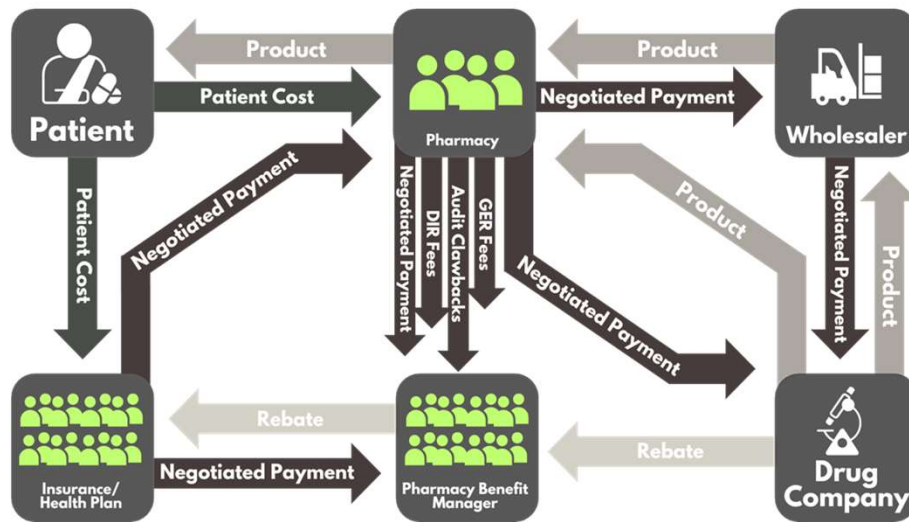 Product
Product
Patient Cost
Negotiated Payment
Patient
Pharmacy
Wholesaler
Patient Cost
Negotiated Payment
Negotiated Payment
DIR Fees
Audit Clawbacks
GER Fees
Negotiated Payment
Product
Negotiated Payment
Product
Rebate
Rebate
Negotiated Payment
Insurance/
Health Plan
Pharmacy Benefit
Manager
Drug
Company